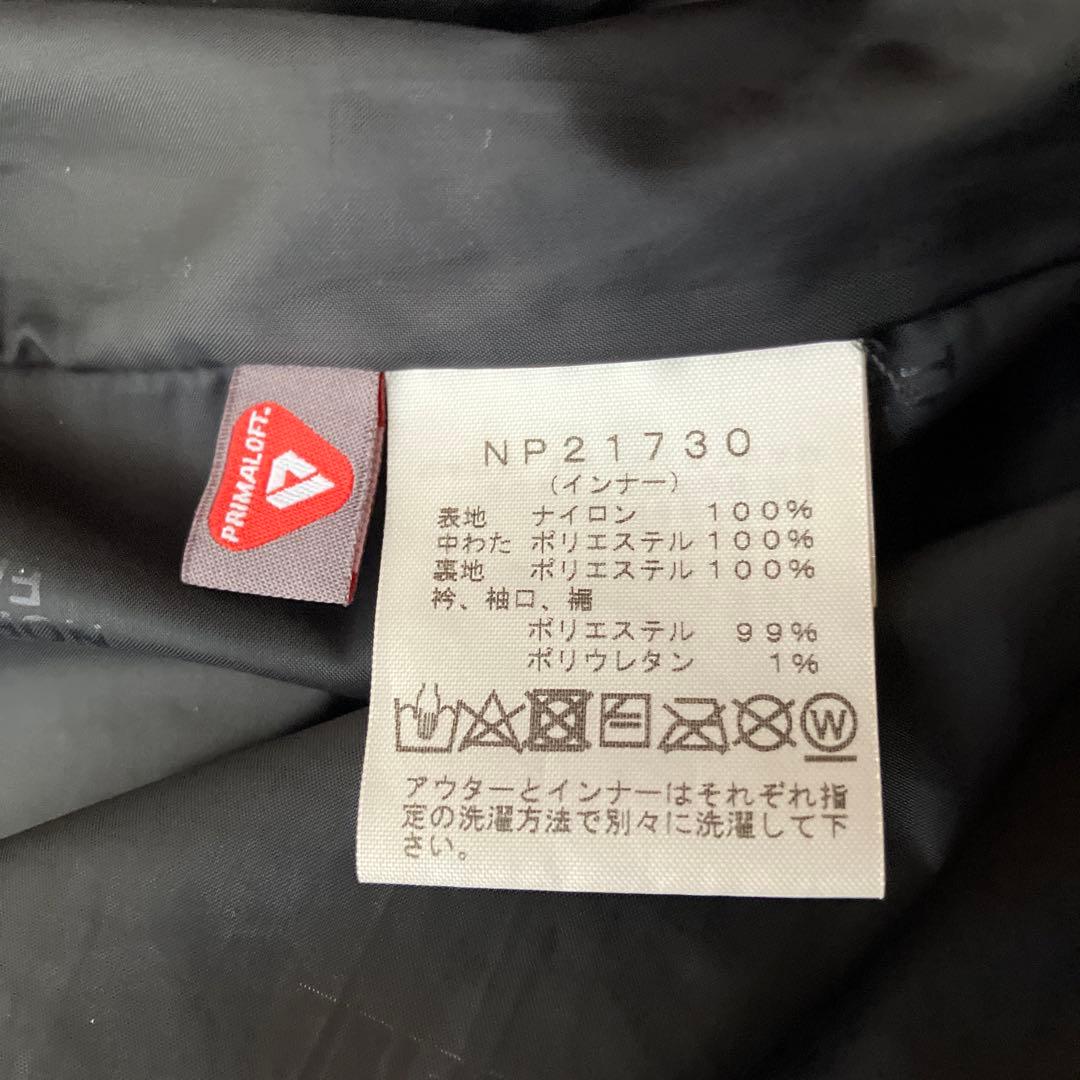 PRIMALOFT.
NP21730
(インナー)
表地 ナイロン 100%
中わた ポリエステル 100%
裏地 ポリエステル 100%
衿、袖口、裾
ポリエステル 99%
ポリウレタン 1%
W
アウターとインナーはそれぞれ指
定の洗濯方法で別々に洗濯して下
さい。